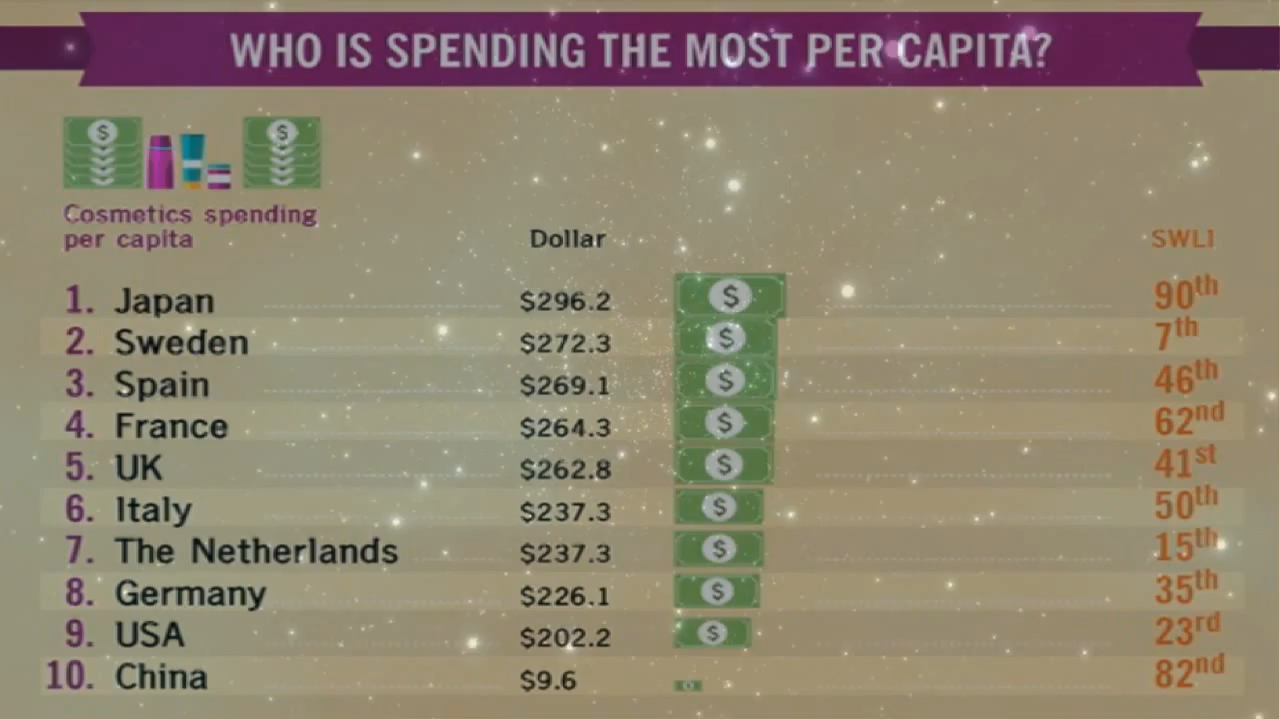 WHO IS SPENDING THE MOST PER CAPITA?
$ $
Cosmetics spending
per capita
Dollar SWLI
1. Japan $296.2 $ 90th
2. Sweden $272.3 $ 7th
3. Spain $269.1 $ 46th
4. France $264.3 $ 62nd
5. UK $262.8 $ 41st
6. Italy $237.3 $ 50th
7. The Netherlands $237.3 $ 15th
8. Germany $226.1 $ 35th
9. USA $202.2 $ 23rd
10. China $9.6 82nd